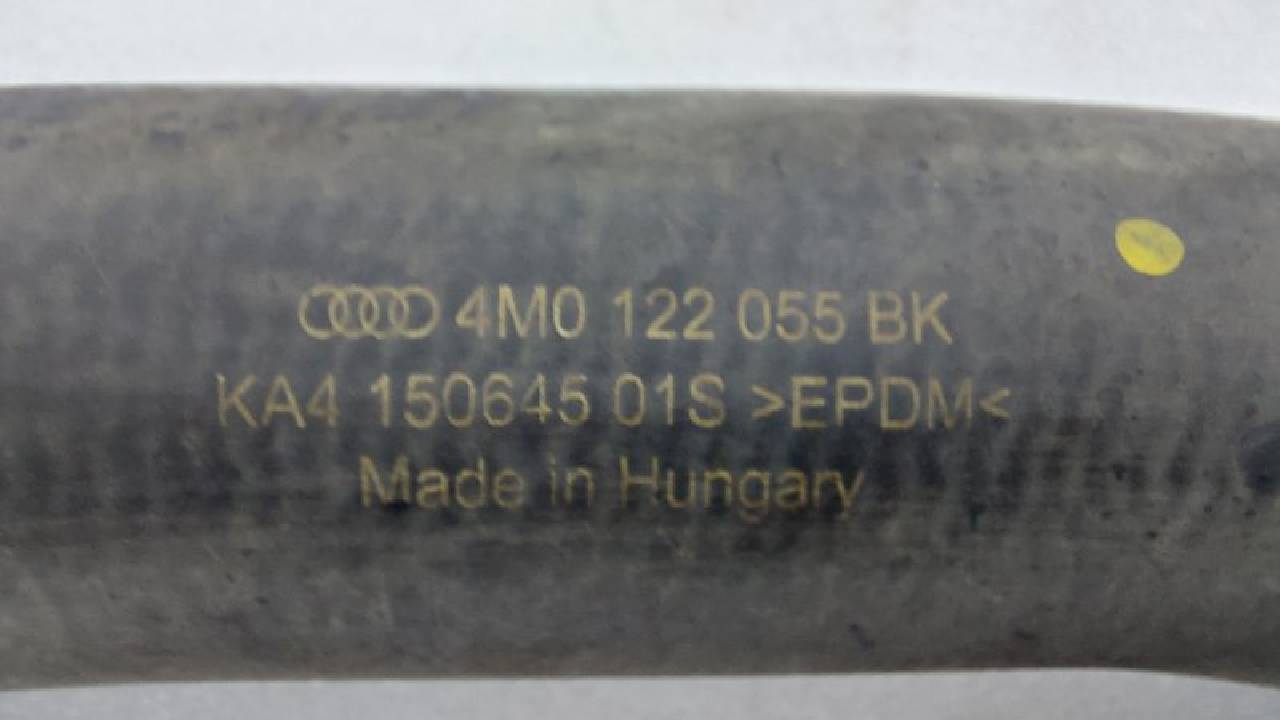 4M0 122 055 BK
KA4 150645 01S >EPDM<
Made in Hungary